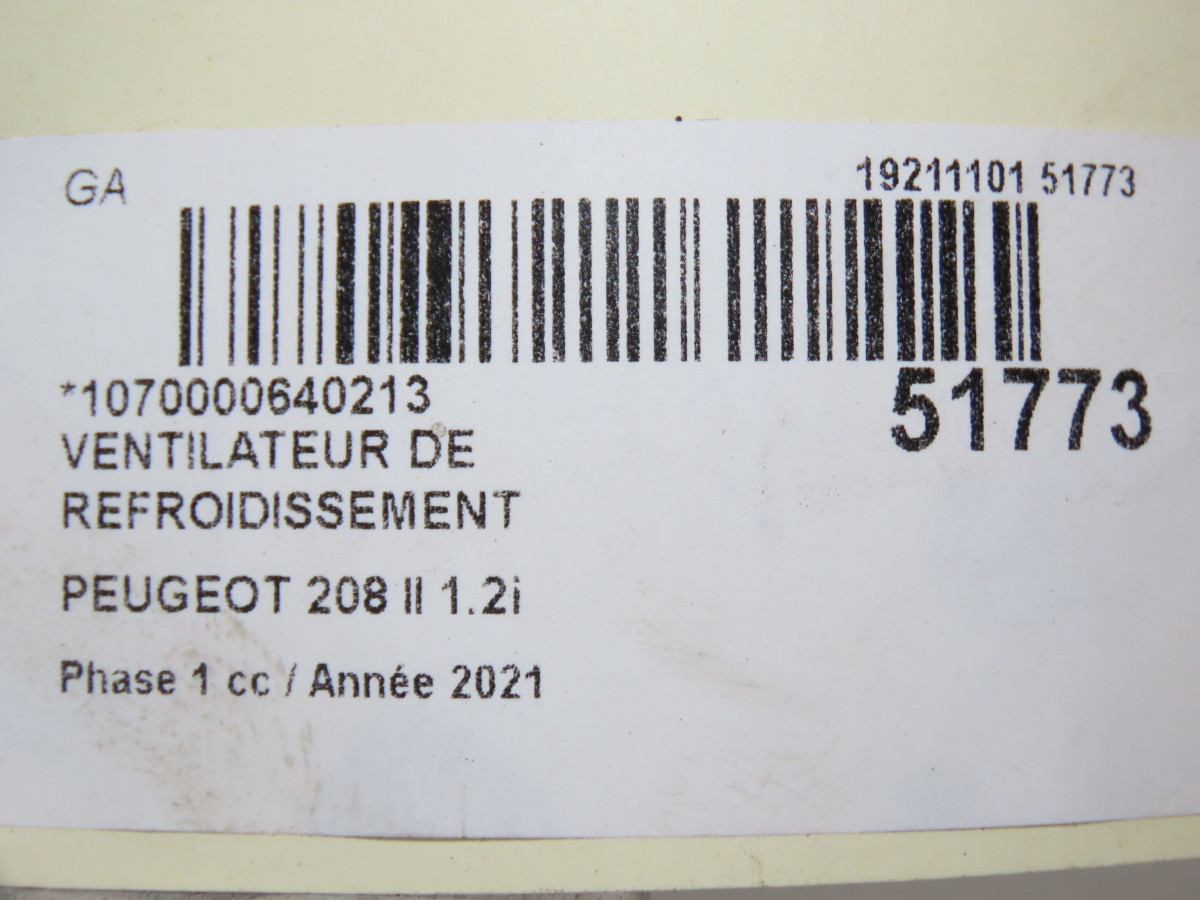 GA
19211101 51773
*1070000640213
51773
VENTILATEUR DE
REFROIDISSEMENT
PEUGEOT 208 II 1.2i
Phase 1 cc / Année 2021